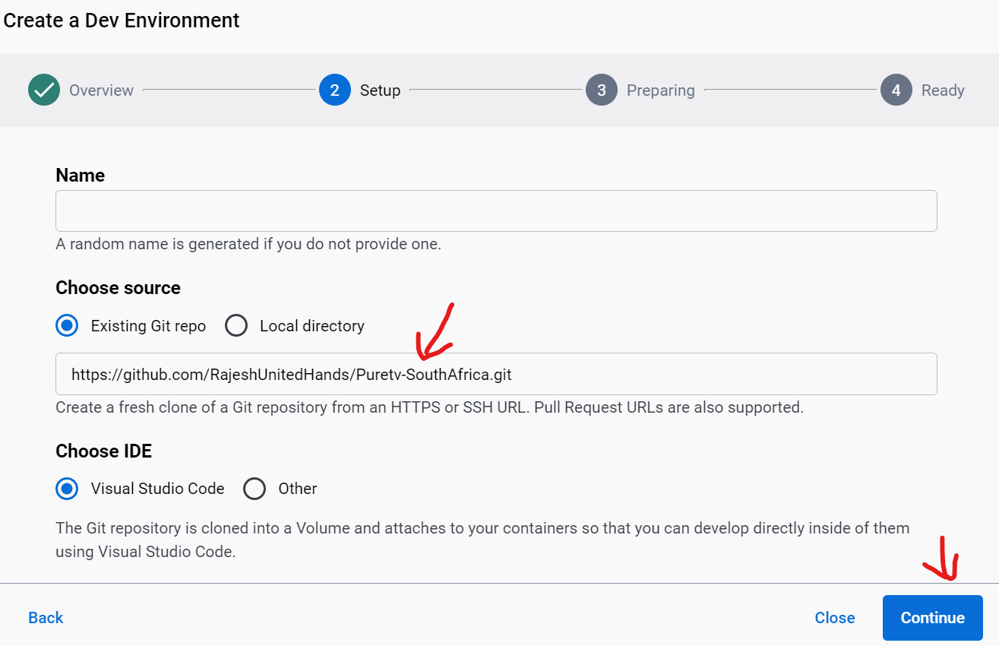 Create a Dev Environment
Overview
2 Setup
3 Preparing
4 Ready
Name
A random name is generated if you do not provide one.
Choose source
Existing Git repo Local directory
https://github.com/RajeshUnitedHands/Puretv-SouthAfrica.git
Create a fresh clone of a Git repository from an HTTPS or SSH URL. Pull Request URLs are also supported.
Choose IDE
Visual Studio Code Other
The Git repository is cloned into a Volume and attaches to your containers so that you can develop directly inside of them
using Visual Studio Code.
Back Close Continue